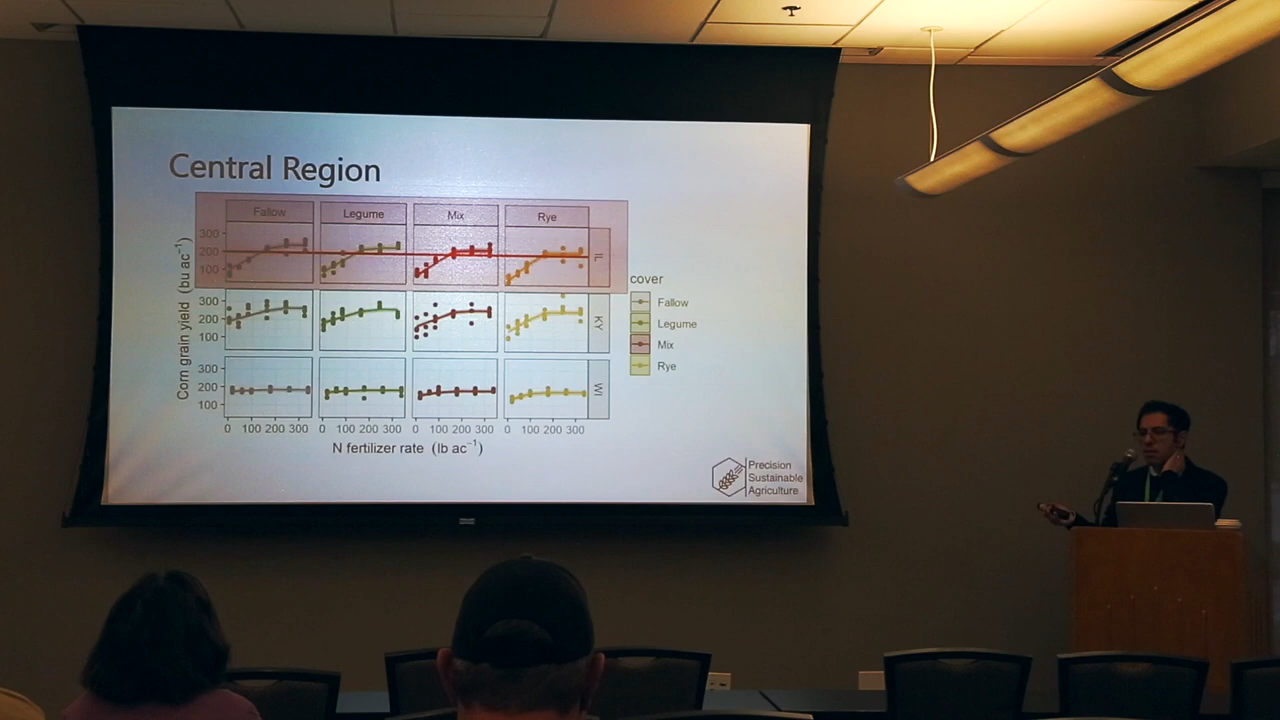 Central Region
Fallow Legume Mix Rye
300
200
100
IL
300
200
100
KY
300
200
100
WI
0 100 200 300 0 100 200 300 0 100 200 300 0 100 200 300
Corn grain yield (bu ac⁻¹)
N fertilizer rate (lb ac⁻¹)
cover
Fallow
Legume
Mix
Rye
Precision
Sustainable
Agriculture